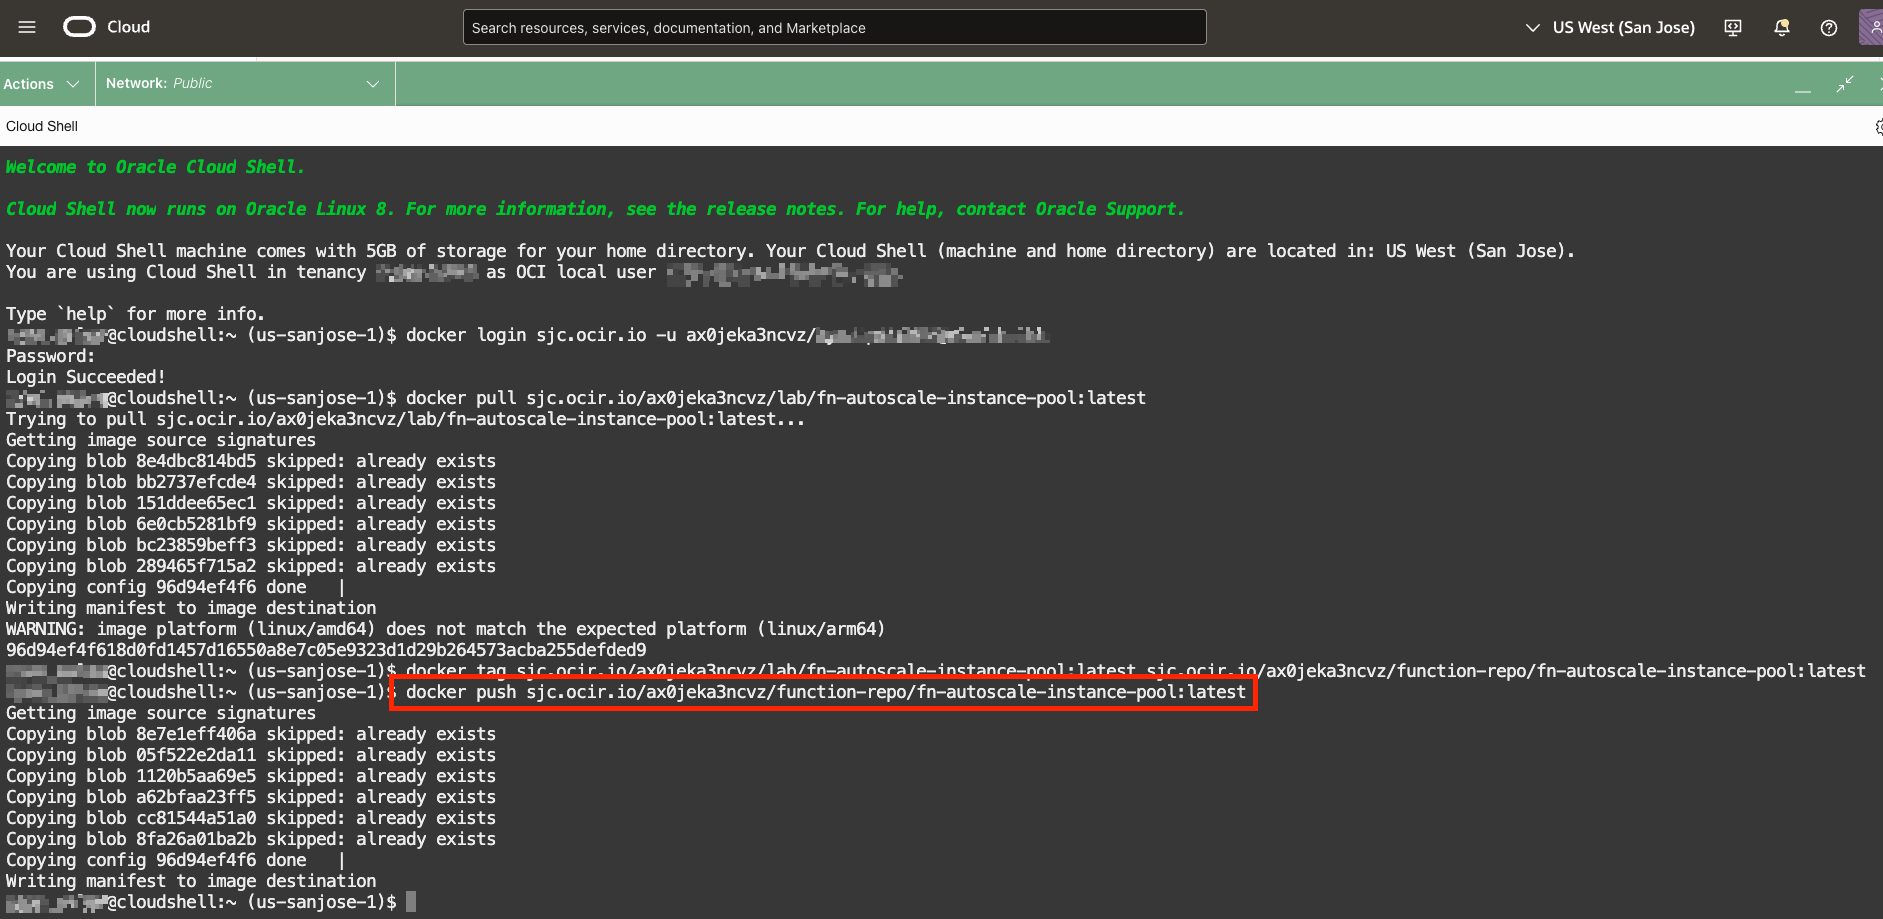 Cloud
Search resources, services, documentation, and Marketplace
US West (San Jose)
Actions
Network: Public
Cloud Shell
Welcome to Oracle Cloud Shell.
Cloud Shell now runs on Oracle Linux 8. For more information, see the release notes. For help, contact Oracle Support.
Your Cloud Shell machine comes with 5GB of storage for your home directory. Your Cloud Shell (machine and home directory) are located in: US West (San Jose).
You are using Cloud Shell in tenancy as OCI local user
Type `help` for more info.
@cloudshell:~ (us-sanjose-1)$ docker login sjc.ocir.io -u ax0jeka3ncvz/
Password:
Login Succeeded!
@cloudshell:~ (us-sanjose-1)$ docker pull sjc.ocir.io/ax0jeka3ncvz/lab/fn-autoscale-instance-pool:latest
Trying to pull sjc.ocir.io/ax0jeka3ncvz/lab/fn-autoscale-instance-pool:latest...
Getting image source signatures
Copying blob 8e4dbc814bd5 skipped: already exists
Copying blob bb2737efcde4 skipped: already exists
Copying blob 151ddee65ec1 skipped: already exists
Copying blob 6e0cb5281bf9 skipped: already exists
Copying blob bc23859beff3 skipped: already exists
Copying blob 289465f715a2 skipped: already exists
Copying config 96d94ef4f6 done |
Writing manifest to image destination
WARNING: image platform (linux/amd64) does not match the expected platform (linux/arm64)
96d94ef4f618d0fd1457d16550a8e7c05e9323d1d29b264573acba255defded9
@cloudshell:~ (us-sanjose-1)$ docker tag sjc.ocir.io/ax0jeka3ncvz/lab/fn-autoscale-instance-pool:latest sjc.ocir.io/ax0jeka3ncvz/function-repo/fn-autoscale-instance-pool:latest
@cloudshell:~ (us-sanjose-1)$ docker push sjc.ocir.io/ax0jeka3ncvz/function-repo/fn-autoscale-instance-pool:latest
Getting image source signatures
Copying blob 8e7e1eff406a skipped: already exists
Copying blob 05f522e2da11 skipped: already exists
Copying blob 1120b5aa69e5 skipped: already exists
Copying blob a62bfaa23ff5 skipped: already exists
Copying blob cc81544a51a0 skipped: already exists
Copying blob 8fa26a01ba2b skipped: already exists
Copying config 96d94ef4f6 done |
Writing manifest to image destination
@cloudshell:~ (us-sanjose-1)$